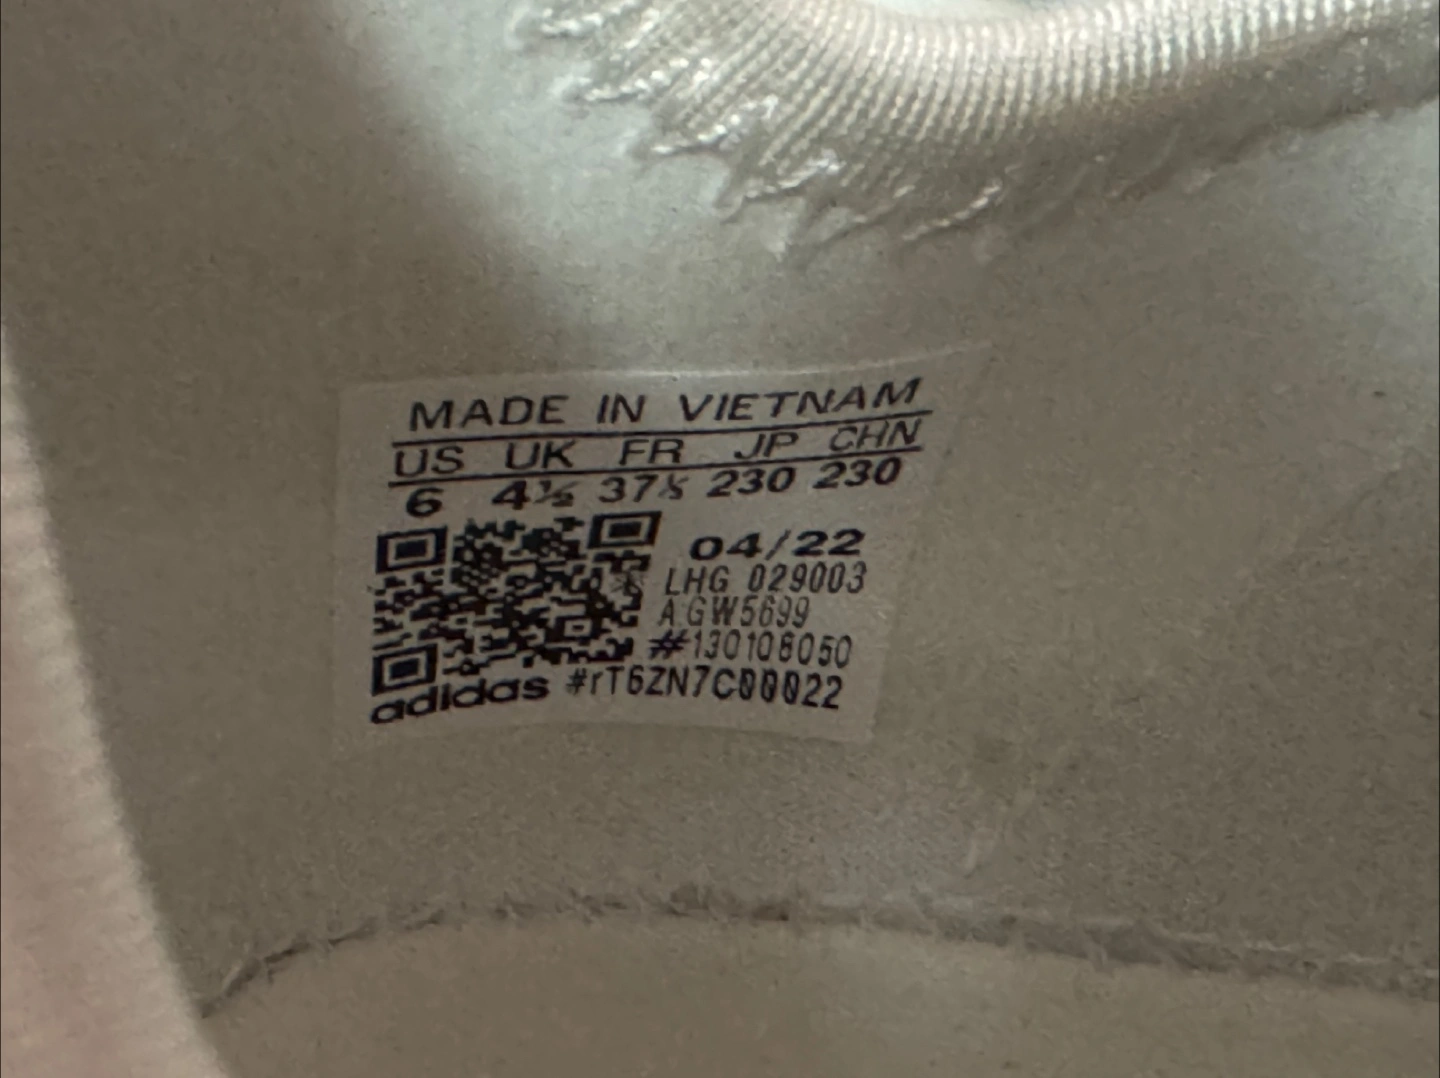 MADE IN VIETNAM
US UK FR JP CHN
6 4½ 37⅓ 230 230
04/22
LHG 029003
A GW5699
#130106050
adidas #rT6ZN7C00022